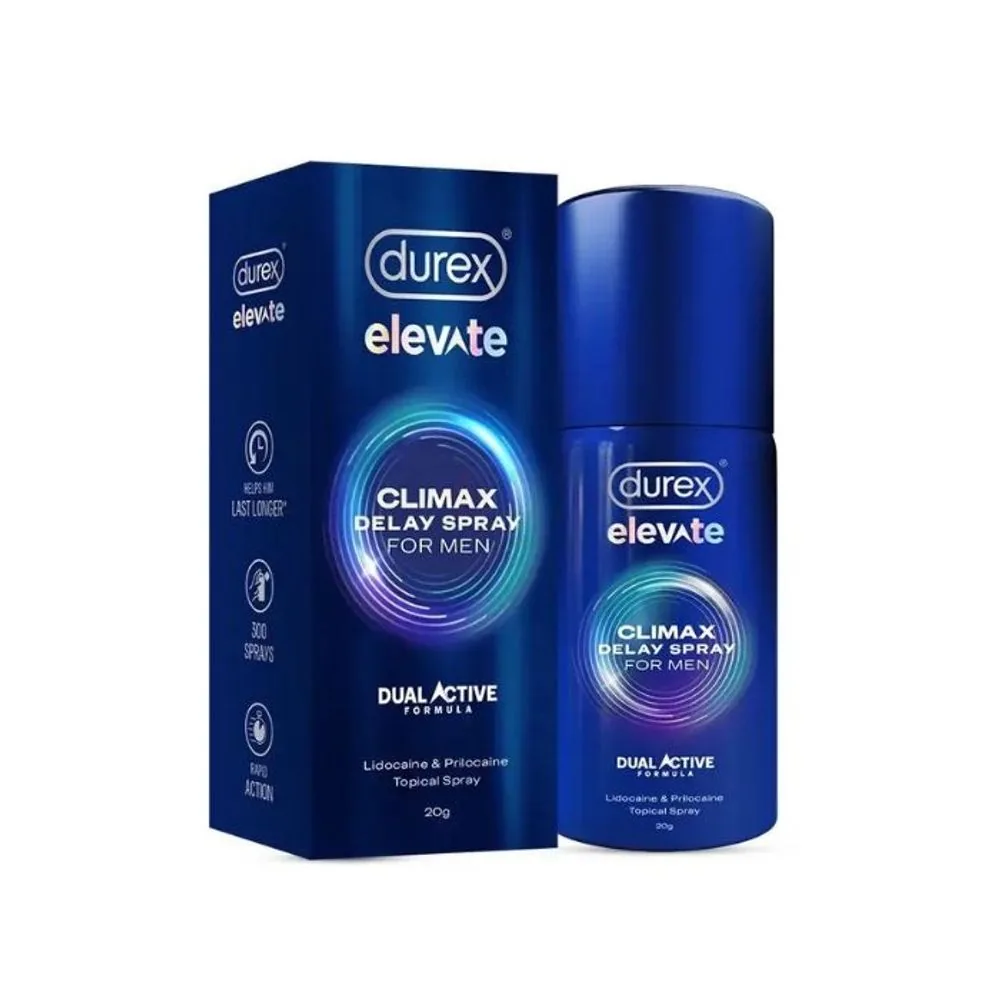 durex®
elevate
HELPS HIM
LAST LONGER*
300
SPRAYS
RAPID
ACTION
durex®
elevate
CLIMAX
DELAY SPRAY
FOR MEN
DUAL ACTIVE
FORMULA
Lidocaine & Prilocaine
Topical Spray
20g
durex®
elevate
CLIMAX
DELAY SPRAY
FOR MEN
DUAL ACTIVE
FORMULA
Lidocaine & Prilocaine
Topical Spray
20g